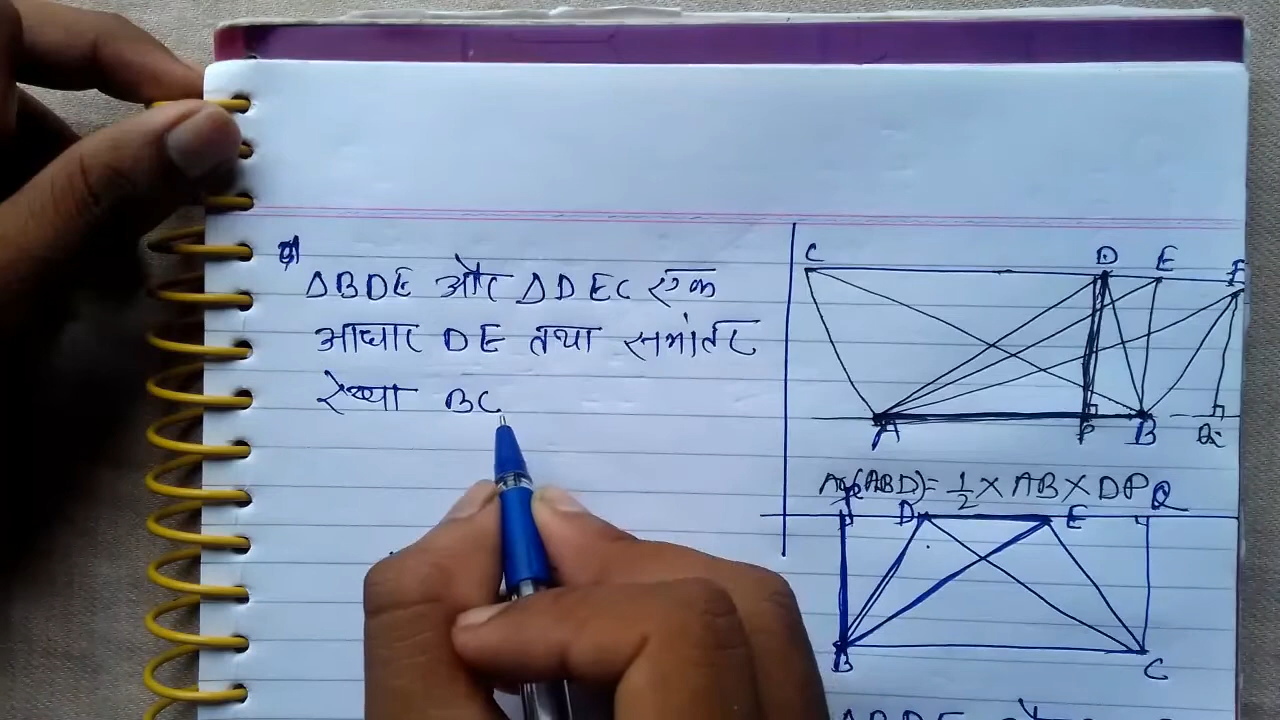 ΔBDE और ΔDEC एक
आधार DE तथा समांतर
रेखा BC
C D E F
A P B Q
Ar(ABD) = 1/2 × AB × DP
P D E Q
B C